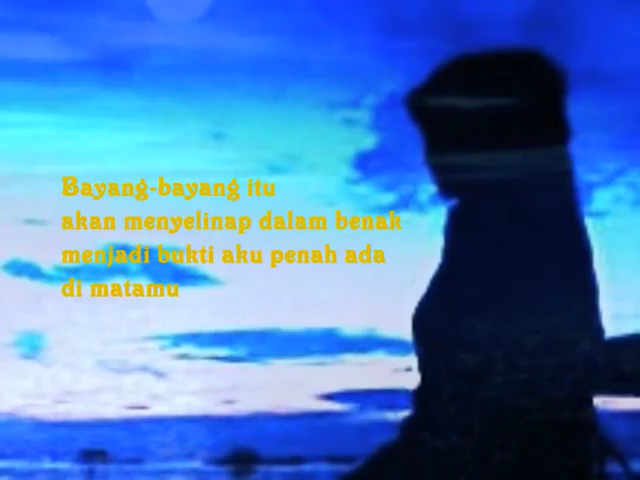 Bayang-bayang itu
akan menyelinap dalam benak
menjadi bukti aku penah ada
di matamu